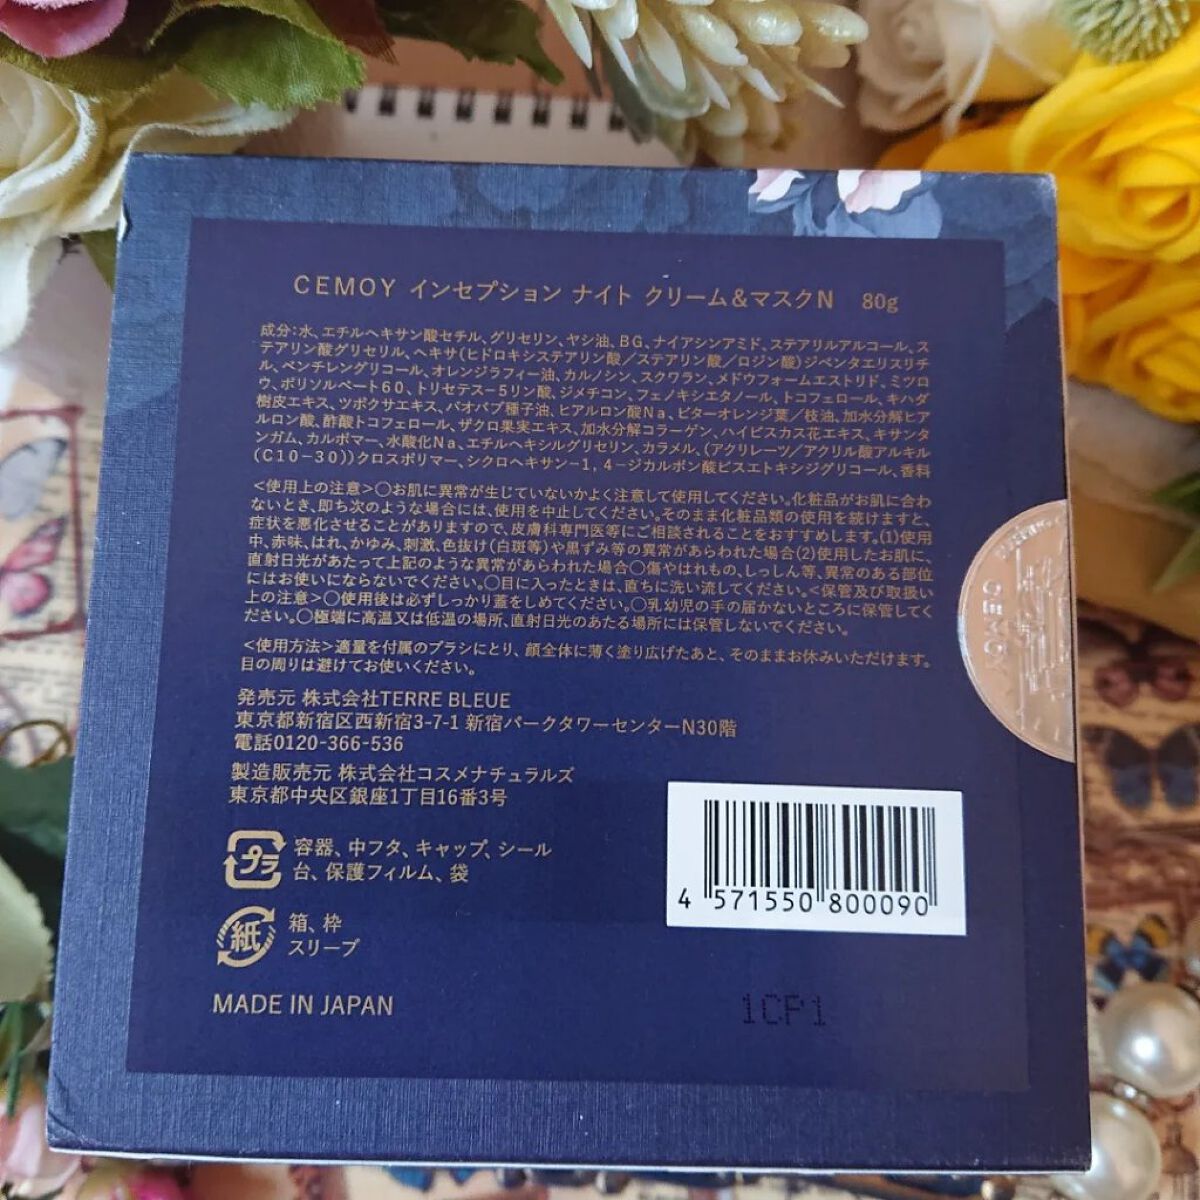 CEMOY インセプション ナイト クリーム&マスクN 80g
成分:水、エチルヘキサン酸セチル、グリセリン、ヤシ油、BG、ナイアシンアミド、ステアリルアルコール、ス
テアリン酸グリセリル、ヘキサ(ヒドロキシステアリン酸/ステアリン酸/ロジン酸)ジペンタエリスリチ
ル、ペンチレングリコール、オレンジラフィー油、カルノシン、スクワラン、メドウフォームエストリド、ミツロ
ウ、ポリソルベート60、トリセテス-5リン酸、ジメチコン、フェノキシエタノール、トコフェロール、キハダ
樹皮エキス、ツボクサエキス、バオバブ種子油、ヒアルロン酸Na、ビターオレンジ葉/枝油、加水分解ヒア
ルロン酸、酢酸トコフェロール、ザクロ果実エキス、加水分解コラーゲン、ハイビスカス花エキス、キサンタ
ンガム、カルボマー、水酸化Na、エチルヘキシルグリセリン、カラメル、(アクリレーツ/アクリル酸アルキル
(C10-30))クロスポリマー、シクロヘキサン-1,4-ジカルボン酸ビスエトキシジグリコール、香料
<使用上の注意>○お肌に異常が生じていないかよく注意して使用してください。化粧品がお肌に合わ
ないとき、即ち次のような場合には、使用を中止してください。そのまま化粧品類の使用を続けますと、
症状を悪化させることがありますので、皮膚科専門医等にご相談されることをおすすめします。(1)使用
中、赤味、はれ、かゆみ、刺激、色抜け(白斑等)や黒ずみ等の異常があらわれた場合(2)使用したお肌に、
直射日光があたって上記のような異常があらわれた場合○傷やはれもの、しっしん等、異常のある部位
にはお使いにならないでください。○目に入ったときは、直ちに洗い流してください。<保管及び取扱い
上の注意>○使用後は必ずしっかり蓋をしめてください。○乳幼児の手の届かないところに保管してく
ださい。○極端に高温又は低温の場所、直射日光のあたる場所には保管しないでください。
<使用方法>適量を付属のブラシにとり、顔全体に薄く塗り広げたあと、そのままお休みいただけます。
目の周りは避けてお使いください。
発売元 株式会社TERRE BLEUE
東京都新宿区西新宿3-7-1 新宿パークタワーセンターN30階
電話0120-366-536
製造販売元 株式会社コスメナチュラルズ
東京都中央区銀座1丁目16番3号
プラ 容器、中フタ、キャップ、シール
台、保護フィルム、袋
紙 箱、枠
スリーブ
MADE IN JAPAN
4 571550 800090
1CP1
CEMOY